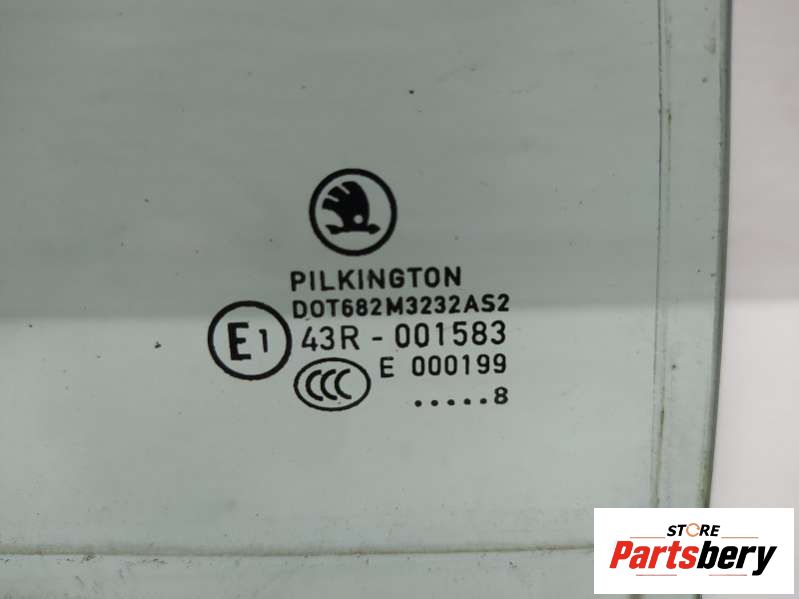 PILKINGTON
DOT682M3232AS2
E1 43R - 001583
CCC E 000199
.....8
STORE
Partsbery